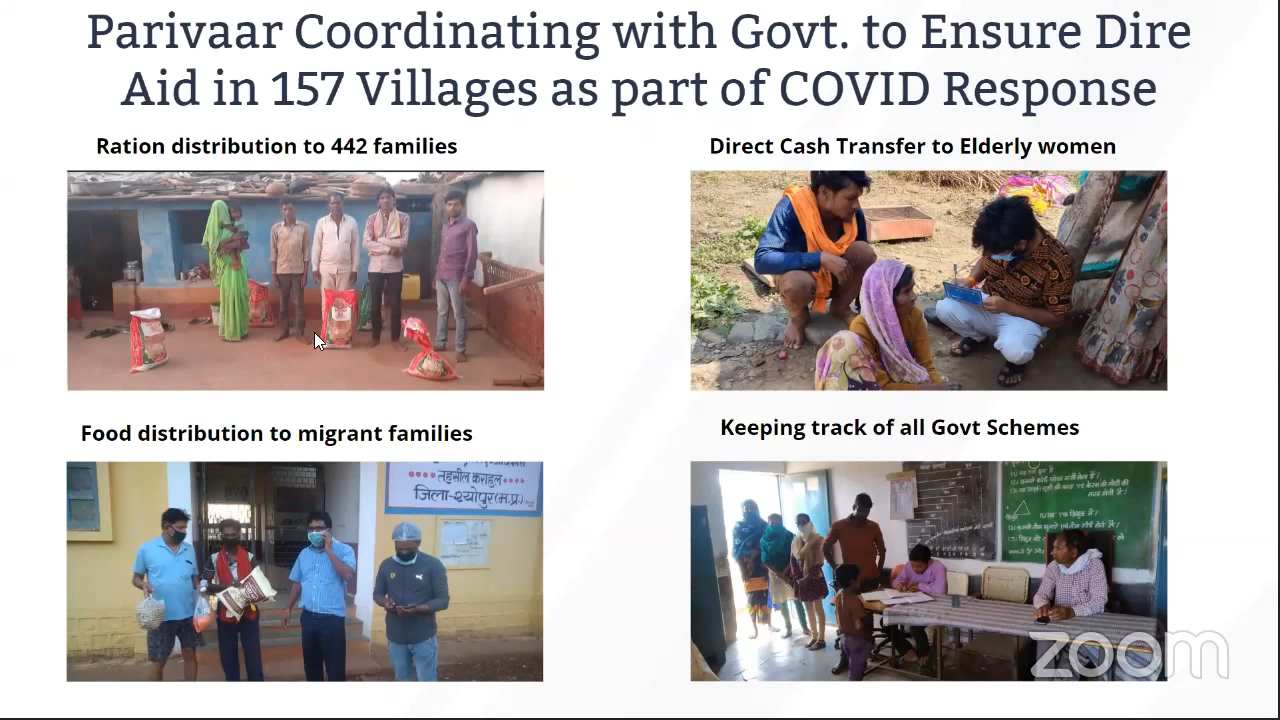 Parivaar Coordinating with Govt. to Ensure Dire
Aid in 157 Villages as part of COVID Response
Ration distribution to 442 families
Direct Cash Transfer to Elderly women
Food distribution to migrant families
Keeping track of all Govt Schemes
तहसील कराहल
जिला-श्योपुर(म.प्र.)
zoom